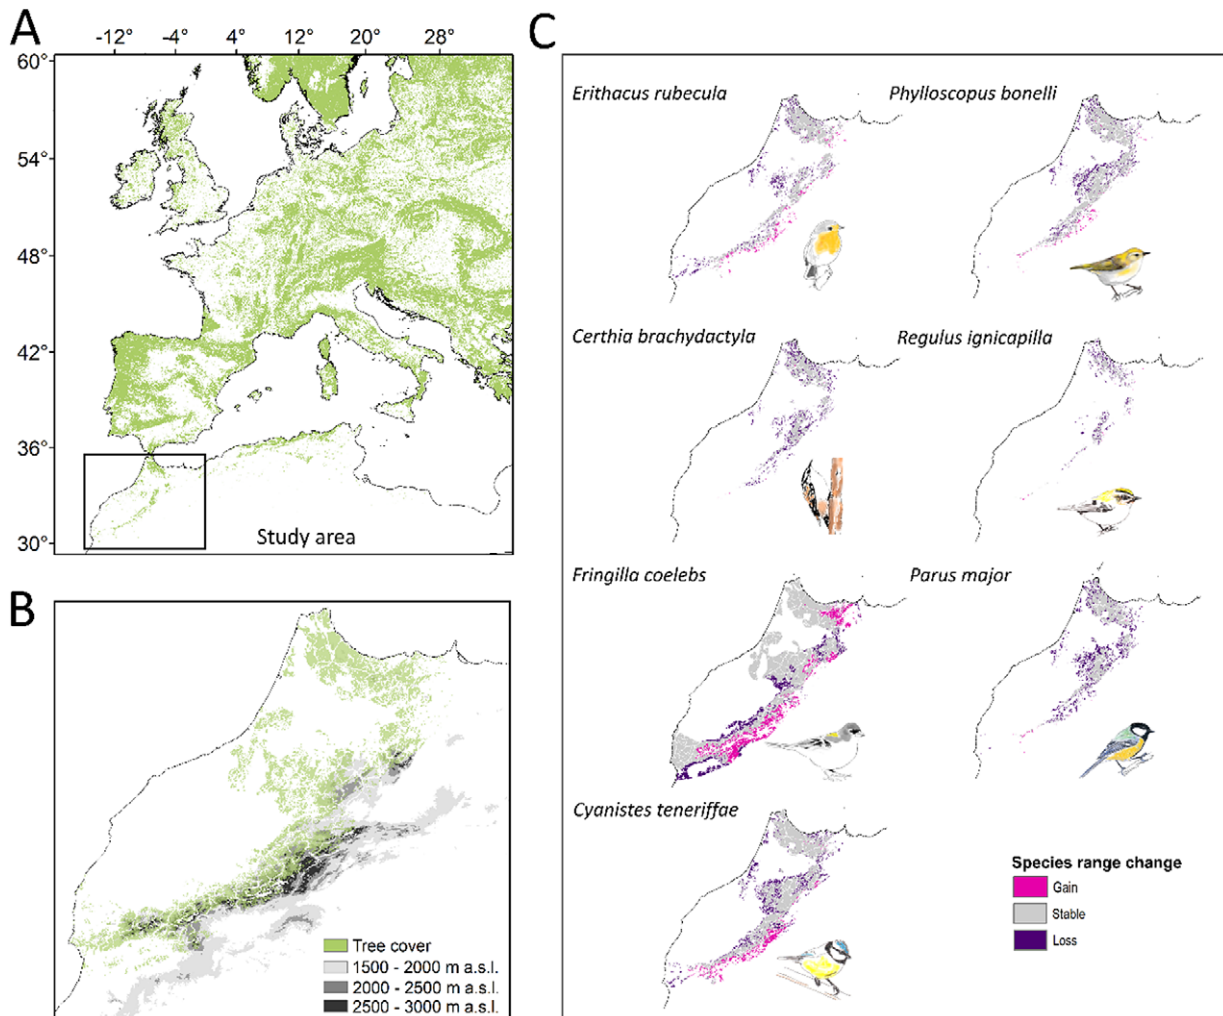 A
-12° -4° 4° 12° 20° 28°
60°
54°
48°
42°
36°
30°
Study area
B
Tree cover
1500 - 2000 m a.s.l.
2000 - 2500 m a.s.l.
2500 - 3000 m a.s.l.
C
Erithacus rubecula
Phylloscopus bonelli
Certhia brachydactyla
Regulus ignicapilla
Fringilla coelebs
Parus major
Cyanistes teneriffae
Species range change
Gain
Stable
Loss